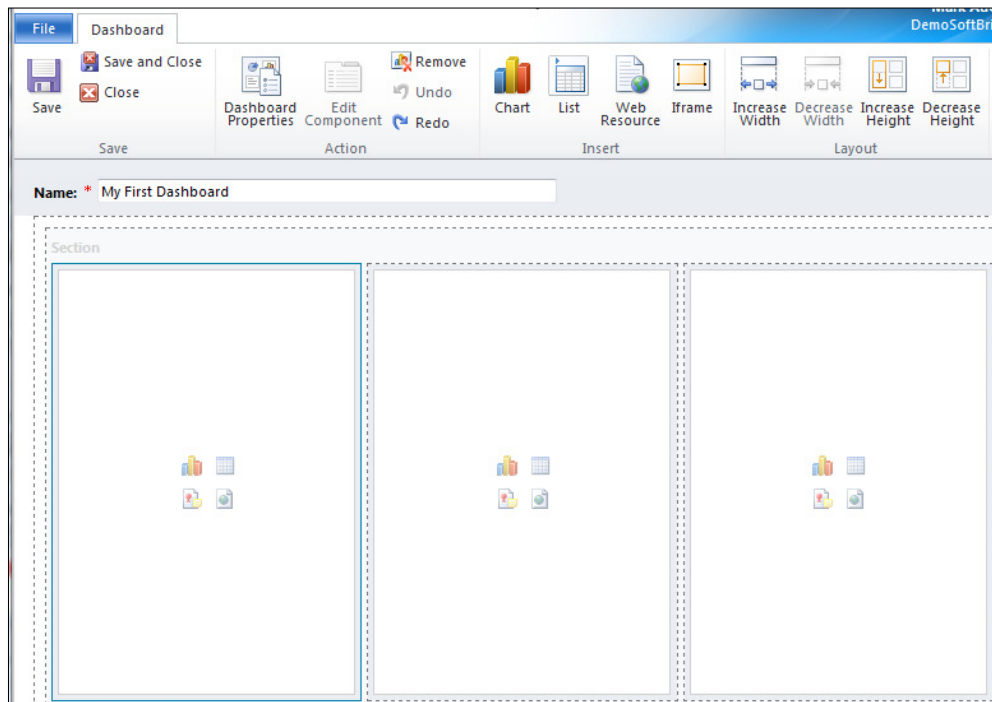 File Dashboard
DemoSoftBri
Save and Close
Close
Save
Dashboard Properties
Edit Component
Remove
Undo
Redo
Chart
List
Web Resource
Iframe
Increase Width
Decrease Width
Increase Height
Decrease Height
Save Action Insert Layout
Name: * My First Dashboard
Section